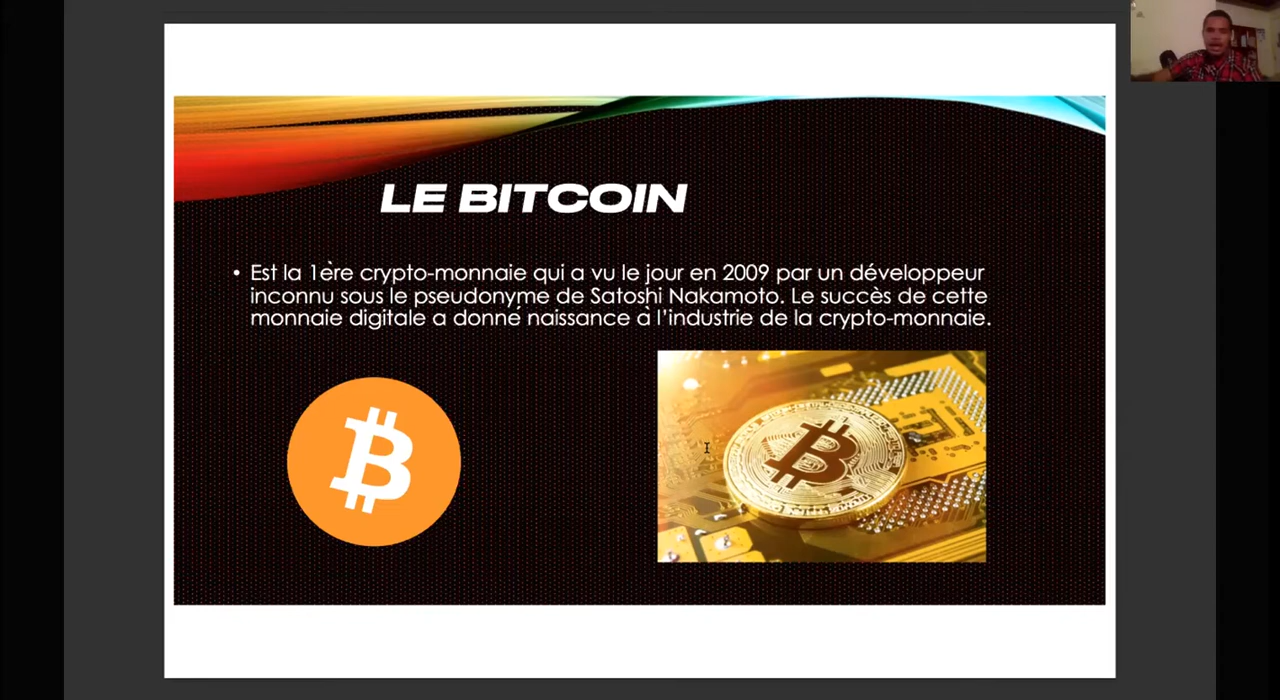 LE BITCOIN
• Est la 1ère crypto-monnaie qui a vu le jour en 2009 par un développeur
inconnu sous le pseudonyme de Satoshi Nakamoto. Le succès de cette
monnaie digitale a donné naissance à l’industrie de la crypto-monnaie.